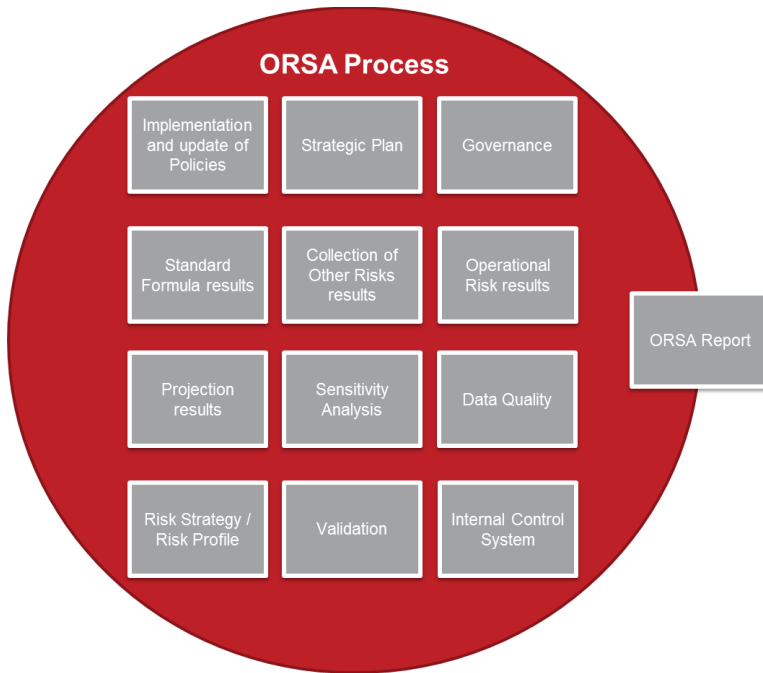 ORSA Process
Implementation
and update of
Policies
Strategic Plan
Governance
Standard
Formula results
Collection of
Other Risks
results
Operational
Risk results
ORSA Report
Projection
results
Sensitivity
Analysis
Data Quality
Risk Strategy /
Risk Profile
Validation
Internal Control
System